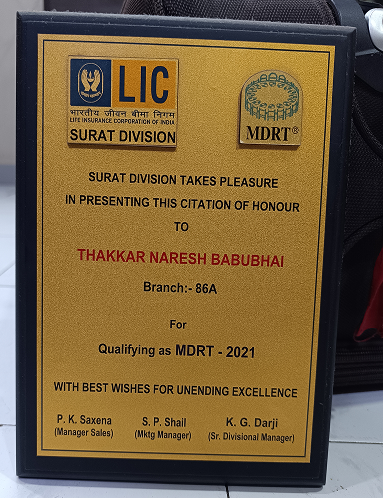 LIC
भारतीय जीवन बीमा निगम
LIFE INSURANCE CORPORATION OF INDIA
SURAT DIVISION
MDRT®
SURAT DIVISION TAKES PLEASURE
IN PRESENTING THIS CITATION OF HONOUR
TO
THAKKAR NARESH BABUBHAI
Branch:- 86A
For
Qualifying as MDRT - 2021
WITH BEST WISHES FOR UNENDING EXCELLENCE
P. K. Saxena S. P. Shail K. G. Darji
(Manager Sales) (Mktg Manager) (Sr. Divisional Manager)